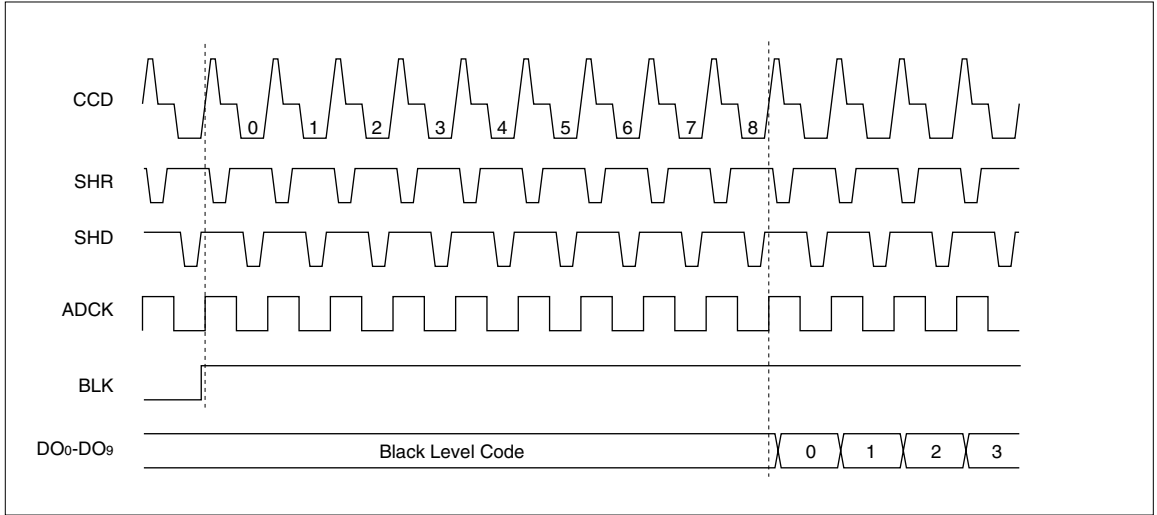 CCD
0 1 2 3 4 5 6 7 8
SHR
SHD
ADCK
BLK
DO0-DO9
Black Level Code
0 1 2 3